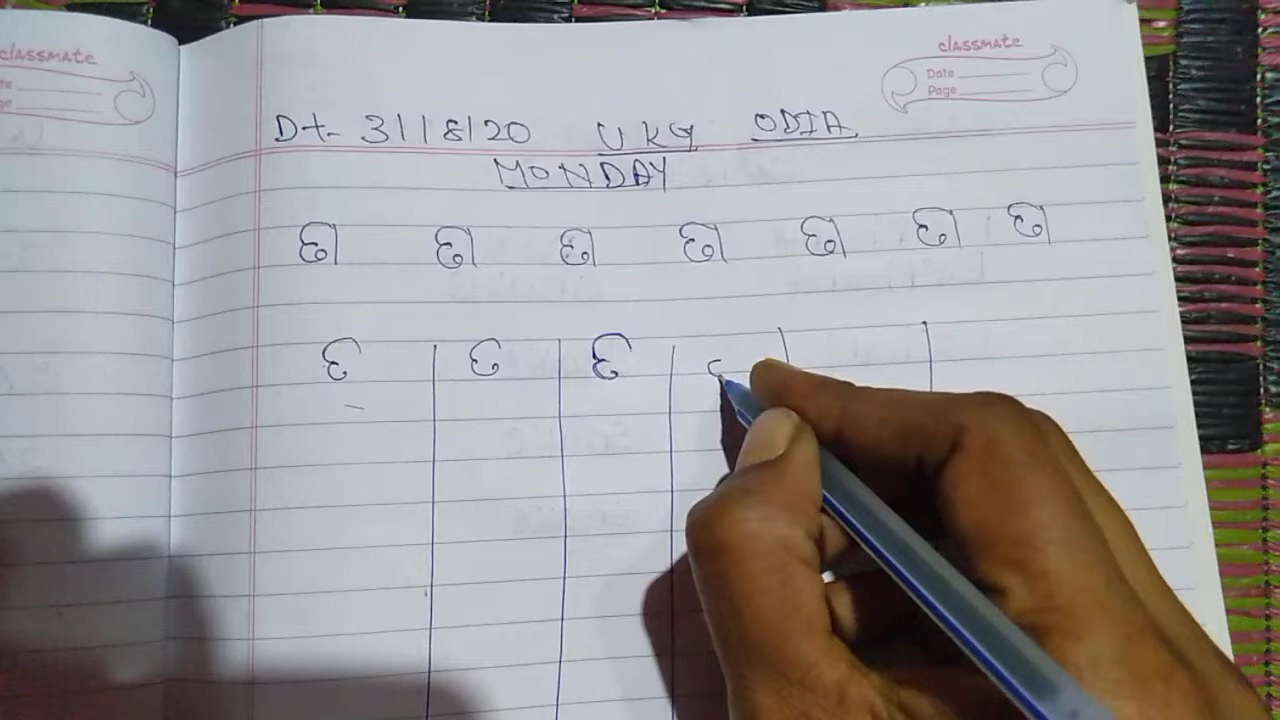 classmate
classmate
Date
Page
Dt- 31/8/20 UKG ODIA
MONDAY
ଛ ଛ ଛ ଛ ଛ ଛ ଛ